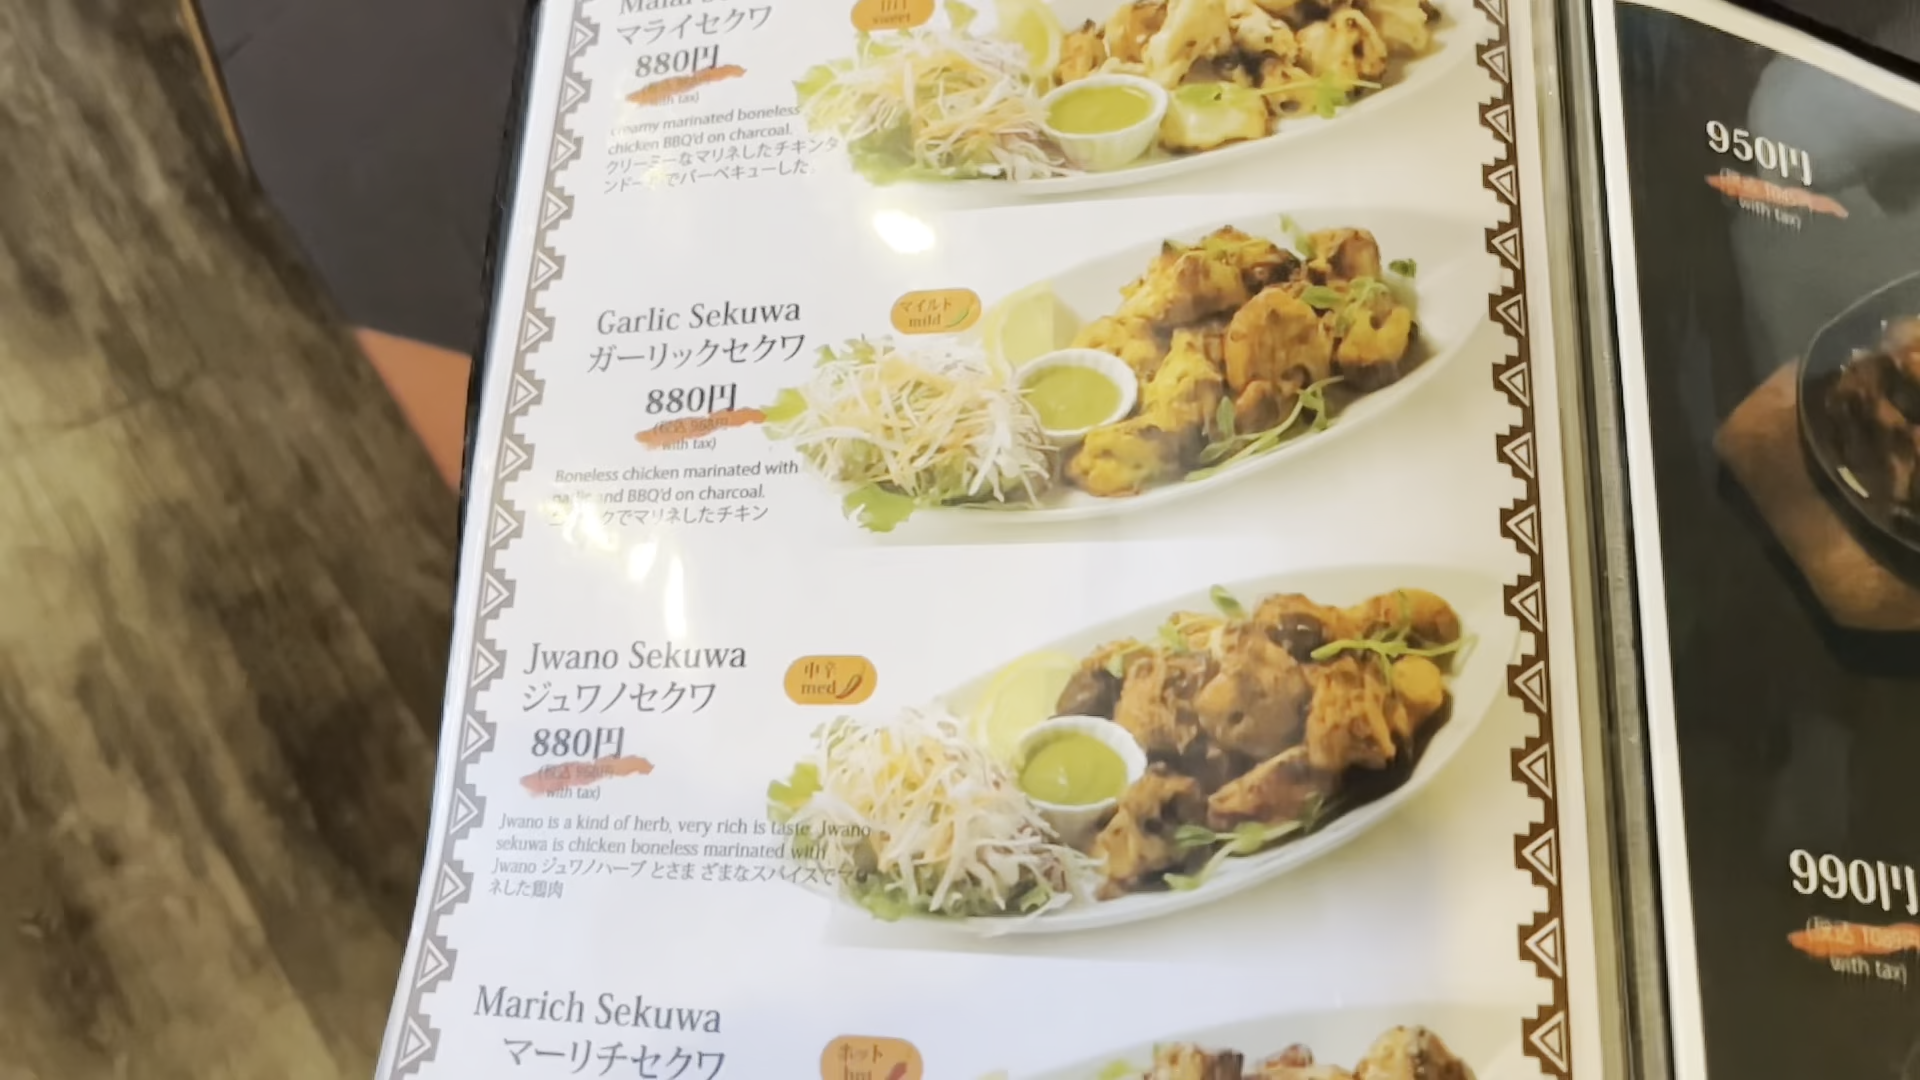 マライセクワ
880円
with tax)
creamy marinated boneless
chicken BBQ'd on charcoal.
クリーミーなマリネしたチキンタ
ンドー でバーベキューした。
sweet
Garlic Sekuwa
ガーリックセクワ
マイルド
mild
880円
with tax)
Boneless chicken marinated with
garlic and BBQ'd on charcoal.
クでマリネしたチキン
Jwano Sekuwa
ジュワノセクワ
中辛
med
880円
with tax)
Jwano is a kind of herb, very rich is taste. Jwano
sekuwa is chicken boneless marinated with
Jwano ジュワノハーブ とさま ざまなスパイスで
ネした鶏肉
Marich Sekuwa
マーリチセクワ
ホット
hot
950円
with tax)
990円
with tax)